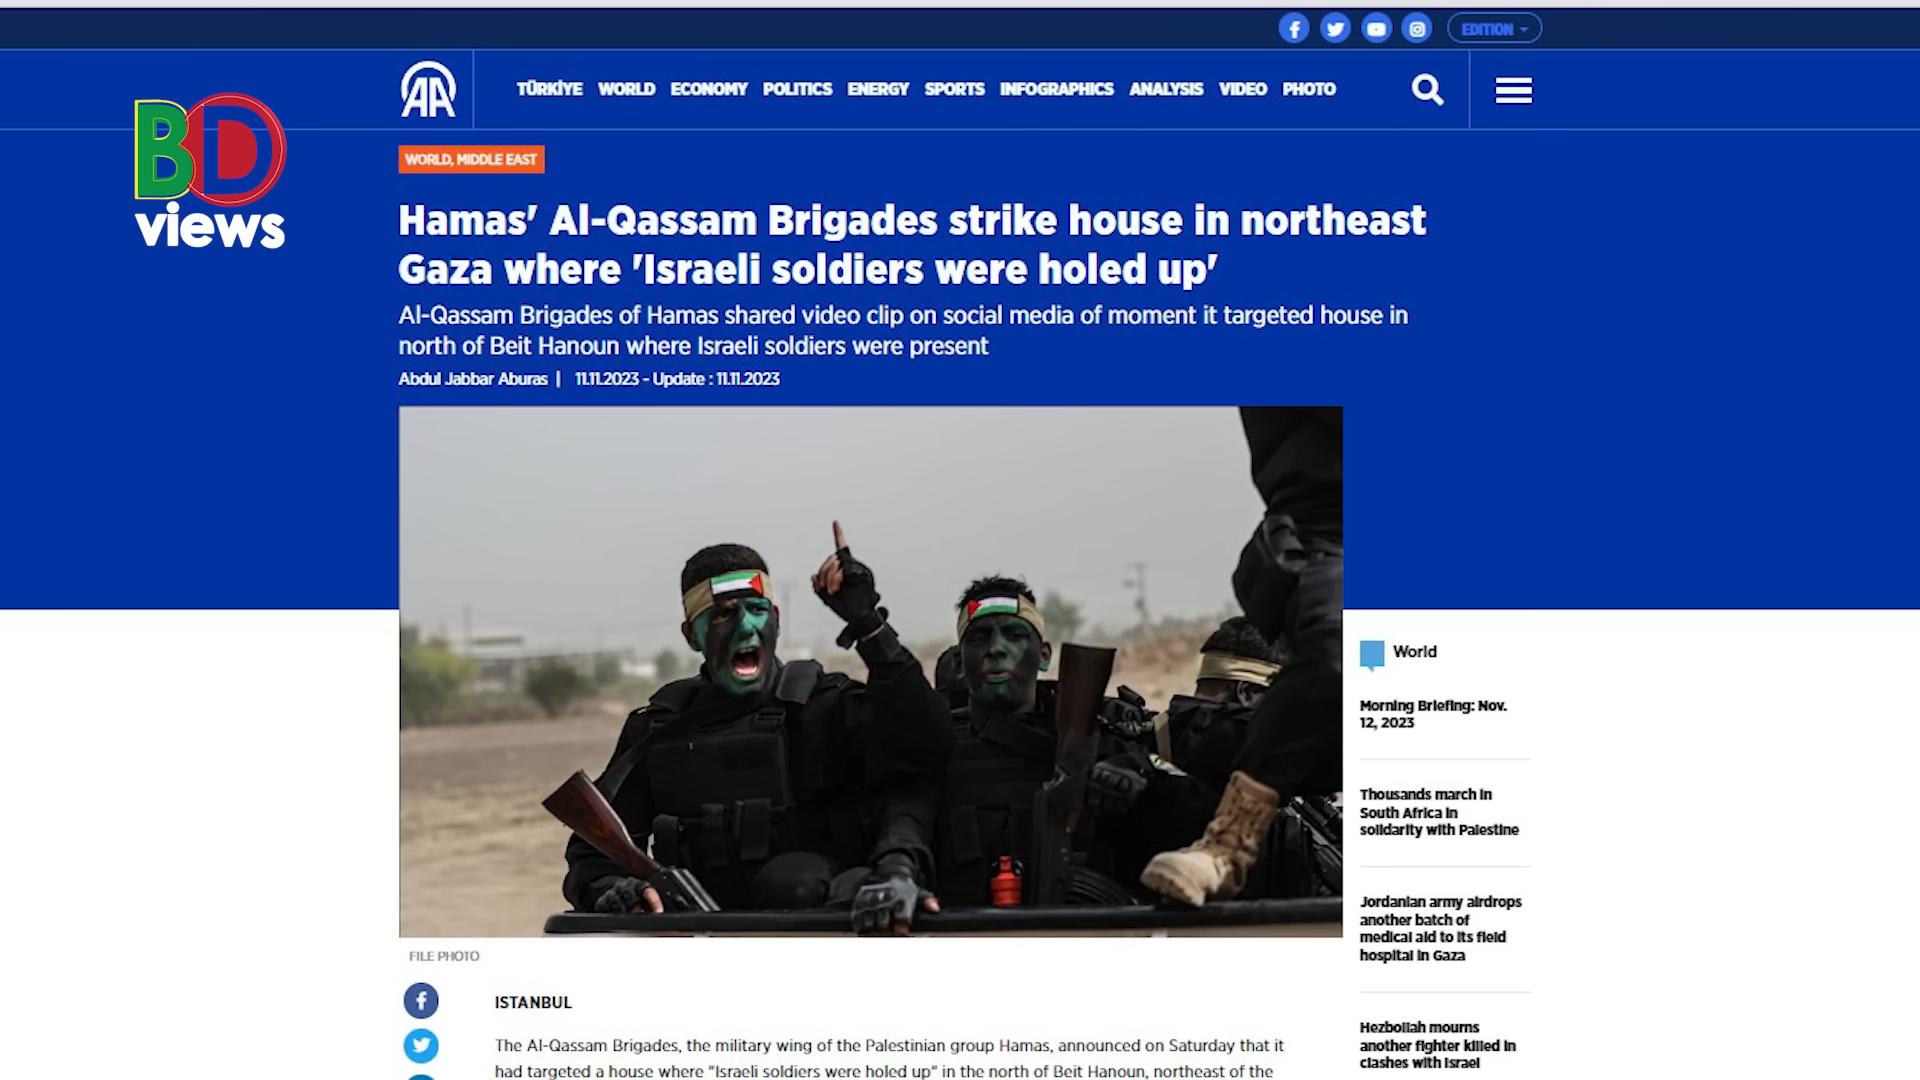 EDITION
AA
TÜRKİYE WORLD ECONOMY POLITICS ENERGY SPORTS INFOGRAPHICS ANALYSIS VIDEO PHOTO
BD
views
WORLD, MIDDLE EAST
Hamas' Al-Qassam Brigades strike house in northeast
Gaza where 'Israeli soldiers were holed up'
Al-Qassam Brigades of Hamas shared video clip on social media of moment it targeted house in
north of Beit Hanoun where Israeli soldiers were present
Abdul Jabbar Aburas | 11.11.2023 - Update : 11.11.2023
FILE PHOTO
ISTANBUL
The Al-Qassam Brigades, the military wing of the Palestinian group Hamas, announced on Saturday that it
had targeted a house where "Israeli soldiers were holed up" in the north of Beit Hanoun, northeast of the
World
Morning Briefing: Nov.
12, 2023
Thousands march in
South Africa in
solidarity with Palestine
Jordanian army airdrops
another batch of
medical aid to its field
hospital in Gaza
Hezbollah mourns
another fighter killed in
clashes with Israel